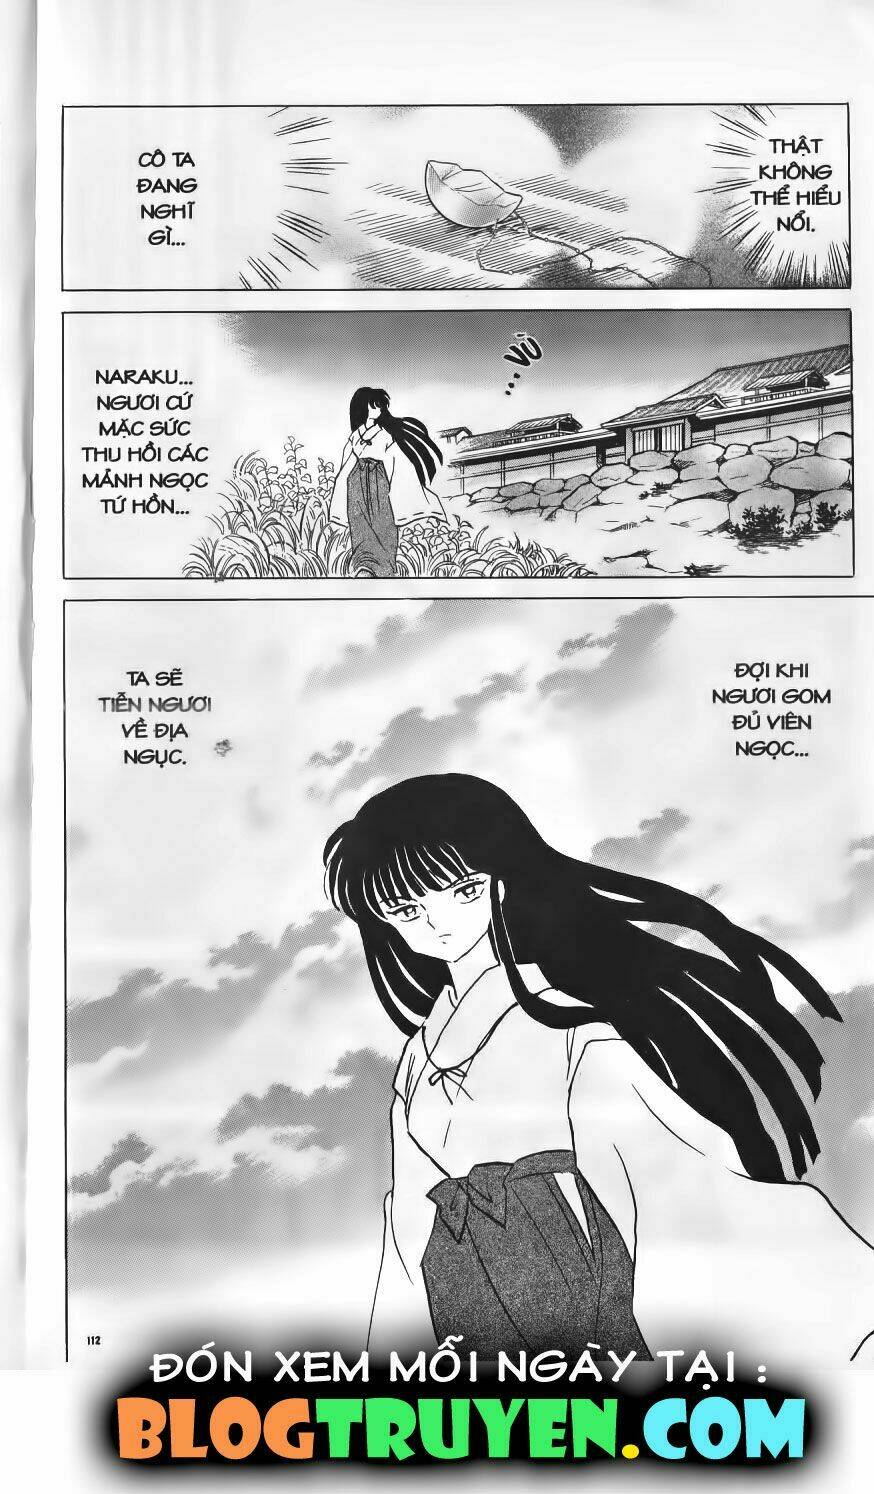 THẬT
KHÔNG
THỂ HIỂU
NỔI.
CÔ TA
ĐANG
NGHĨ
GÌ...
...VÙ
NARAKU...
NGƯƠI CỨ
MẶC SỨC
THU HỒI CÁC
MẢNH NGỌC
TỨ HỒN...
ĐỢI KHI
NGƯƠI GOM
ĐỦ VIÊN
NGỌC...
TA SẼ
TIỄN NGƯƠI
VỀ ĐỊA
NGỤC.
112
ĐÓN XEM MỖI NGÀY TẠI :
BLOGTRUYEN.COM